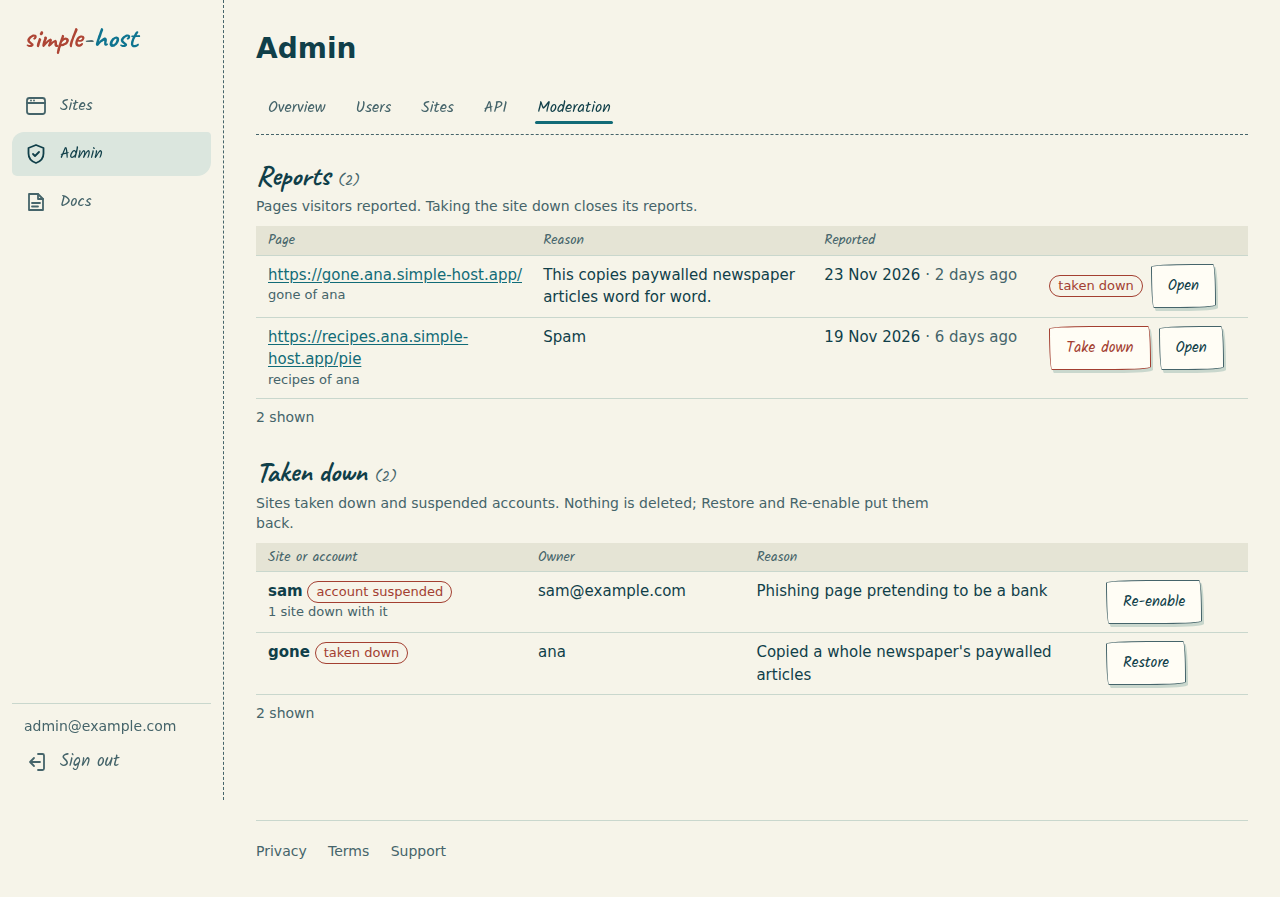 simple-host
Sites
Admin
Docs
admin@example.com
Sign out
Admin
Overview Users Sites API Moderation
Reports (2)
Pages visitors reported. Taking the site down closes its reports.
Page Reason Reported
https://gone.ana.simple-host.app/ This copies paywalled newspaper 23 Nov 2026 · 2 days ago taken down Open
gone of ana articles word for word.
https://recipes.ana.simple- Spam 19 Nov 2026 · 6 days ago Take down Open
host.app/pie
recipes of ana
2 shown
Taken down (2)
Sites taken down and suspended accounts. Nothing is deleted; Restore and Re-enable put them
back.
Site or account Owner Reason
sam account suspended sam@example.com Phishing page pretending to be a bank Re-enable
1 site down with it
gone taken down ana Copied a whole newspaper's paywalled Restore
articles
2 shown
Privacy Terms Support